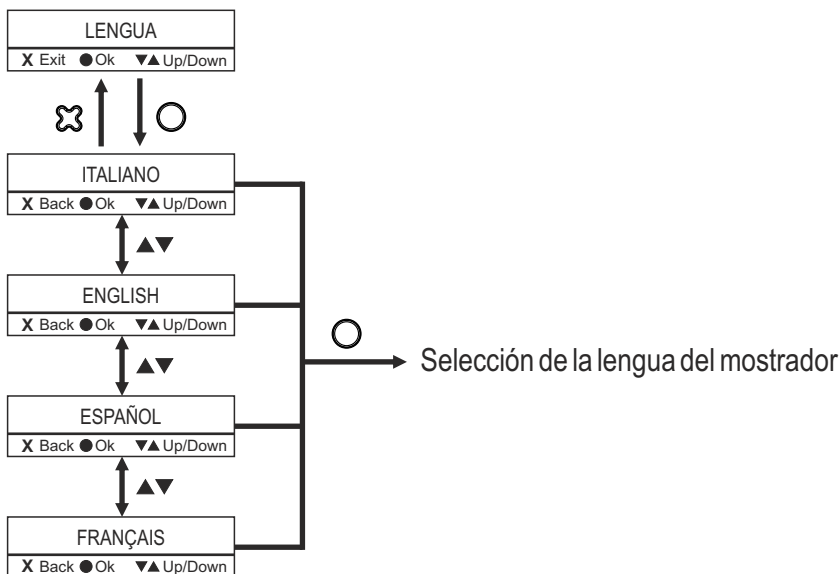 LENGUA
X Exit ●Ok ▼▲Up/Down
ITALIANO
X Back ●Ok ▼▲Up/Down
▲▼
ENGLISH
X Back ●Ok ▼▲Up/Down
▲▼
Selección de la lengua del mostrador
ESPAÑOL
X Back ●Ok ▼▲Up/Down
▲▼
FRANÇAIS
X Back ●Ok ▼▲Up/Down